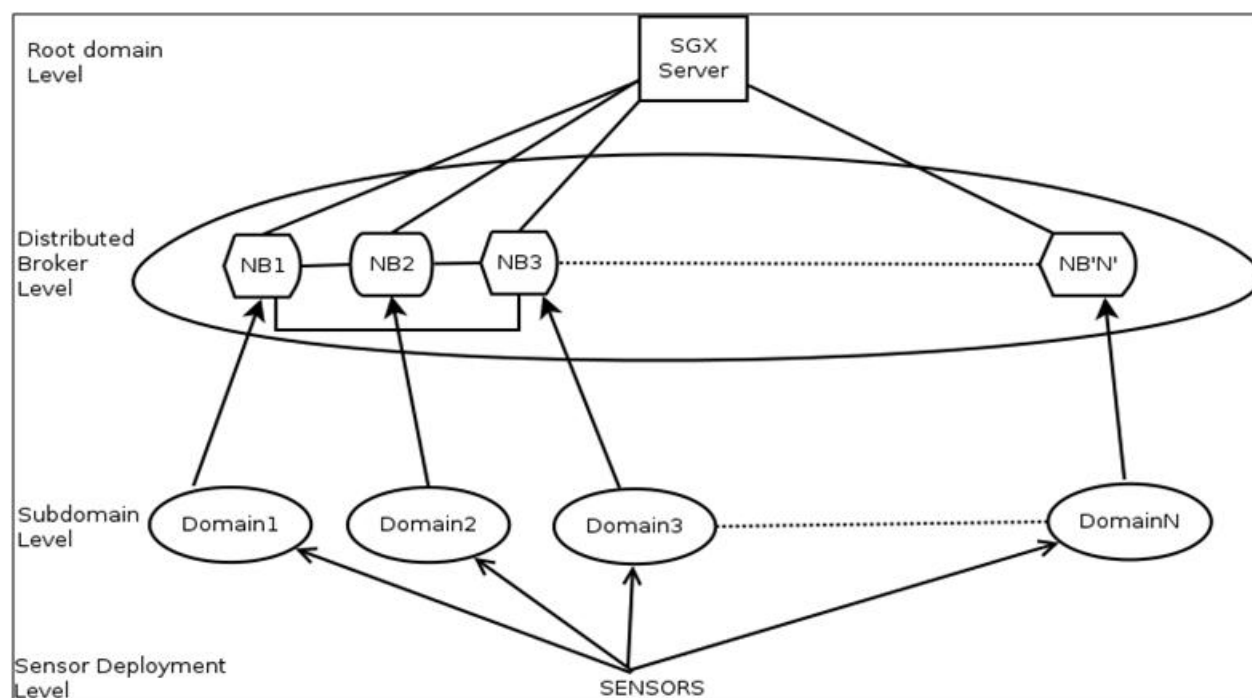 Root domain
Level
SGX
Server
Distributed
Broker
Level
NB1
NB2
NB3
NB'N'
Subdomain
Level
Domain1
Domain2
Domain3
DomainN
Sensor Deployment
Level
SENSORS